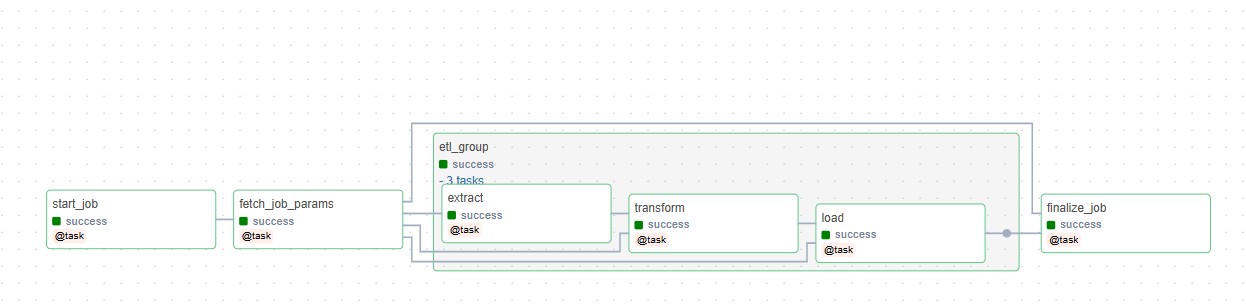 start_job
success
@task
fetch_job_params
success
@task
etl_group
success
- 3 tasks
extract
success
@task
transform
success
@task
load
success
@task
finalize_job
success
@task